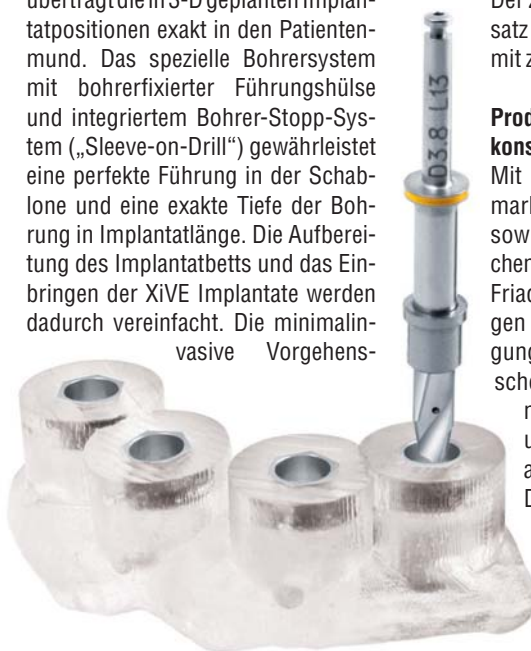 überträgt die in 3-D geplanten Implan-
tatpositionen exakt in den Patienten-
mund. Das spezielle Bohrersystem
mit bohrerfixierter Führungshülse
und integriertem Bohrer-Stopp-Sys-
tem („Sleeve-on-Drill“) gewährleistet
eine perfekte Führung in der Schab-
lone und eine exakte Tiefe der Boh-
rung in Implantatlänge. Die Aufberei-
tung des Implantatbetts und das Ein-
bringen der XiVE Implantate werden
dadurch vereinfacht. Die minimalin-
vasive Vorgehens-
D3.8 L13
satz
mit z
Prod
kons
Mit
mark
sow
chen
Friad
gen
gung
sche